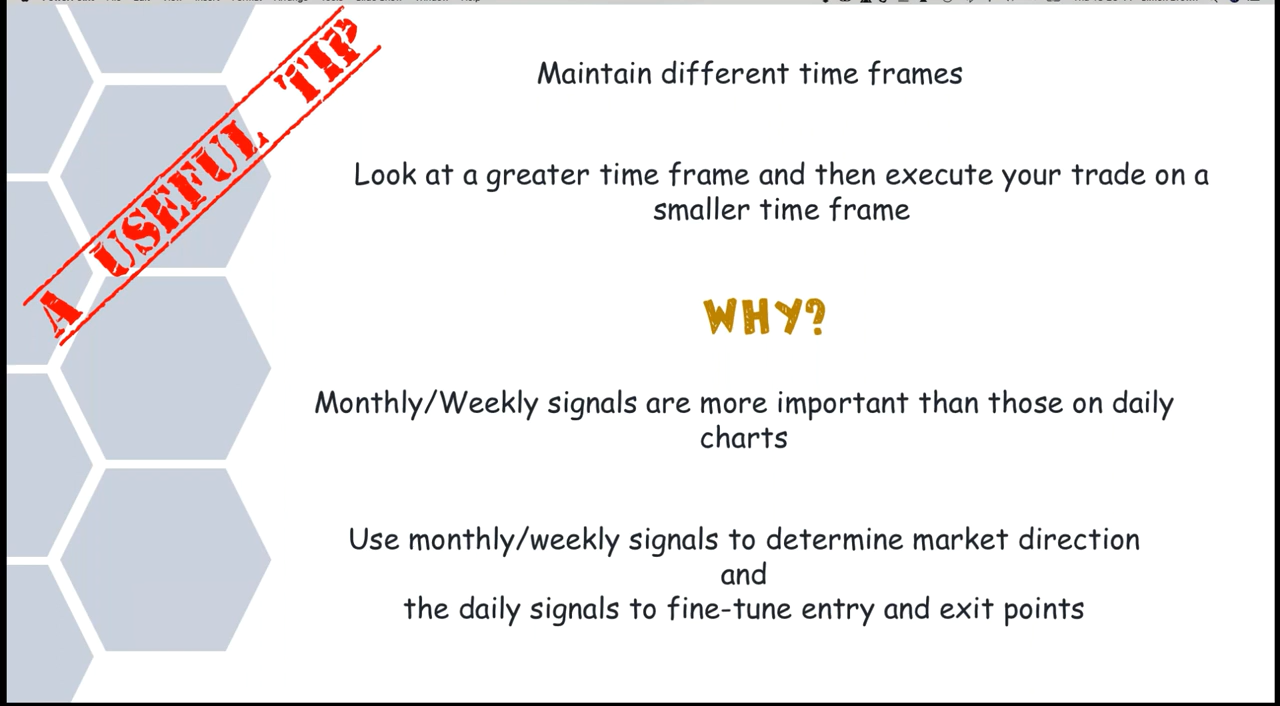 A USEFUL TIP
Maintain different time frames
Look at a greater time frame and then execute your trade on a
smaller time frame
WHY?
Monthly/Weekly signals are more important than those on daily
charts
Use monthly/weekly signals to determine market direction
and
the daily signals to fine-tune entry and exit points